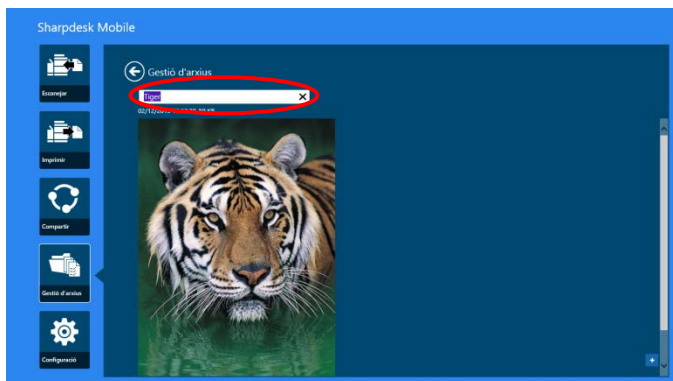 Sharpdesk Mobile
Escanejar
Imprimir
Compartir
Gestió d'arxius
Configuració
Gestió d'arxius
Tiger